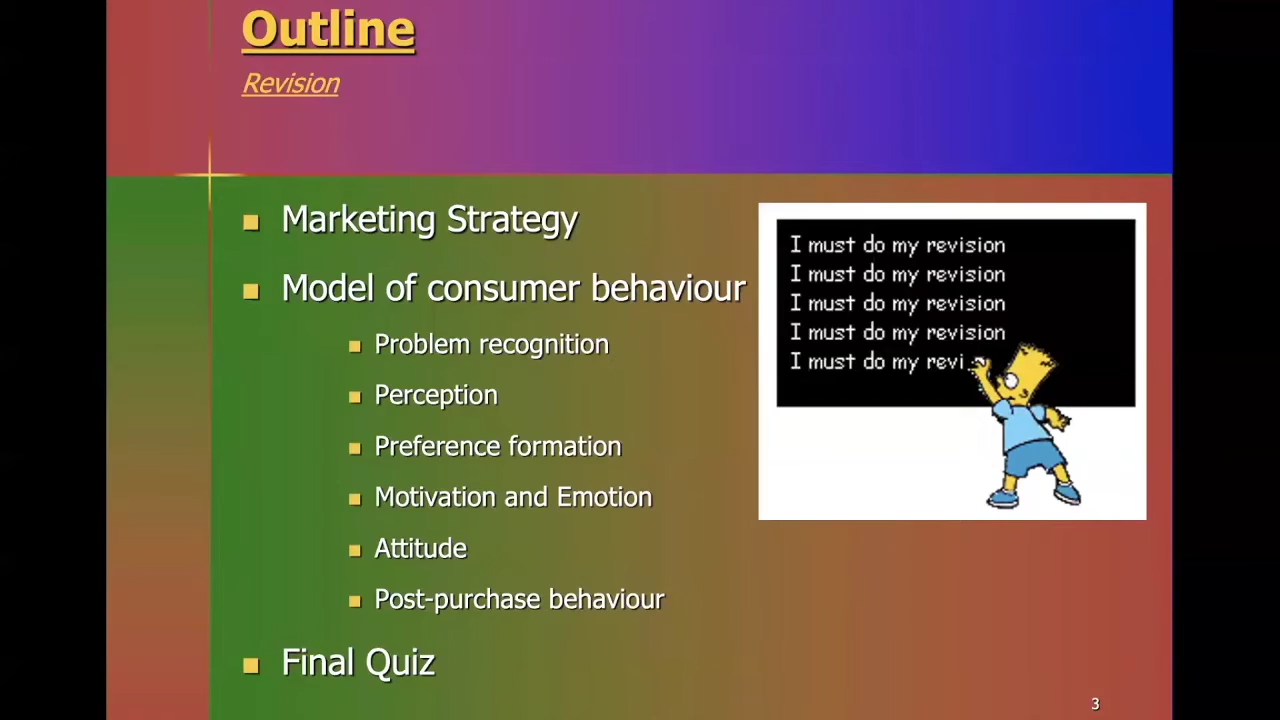 Outline
Revision
Marketing Strategy
Model of consumer behaviour
Problem recognition
Perception
Preference formation
Motivation and Emotion
Attitude
Post-purchase behaviour
Final Quiz
I must do my revision
I must do my revision
I must do my revision
I must do my revision
I must do my revi
3